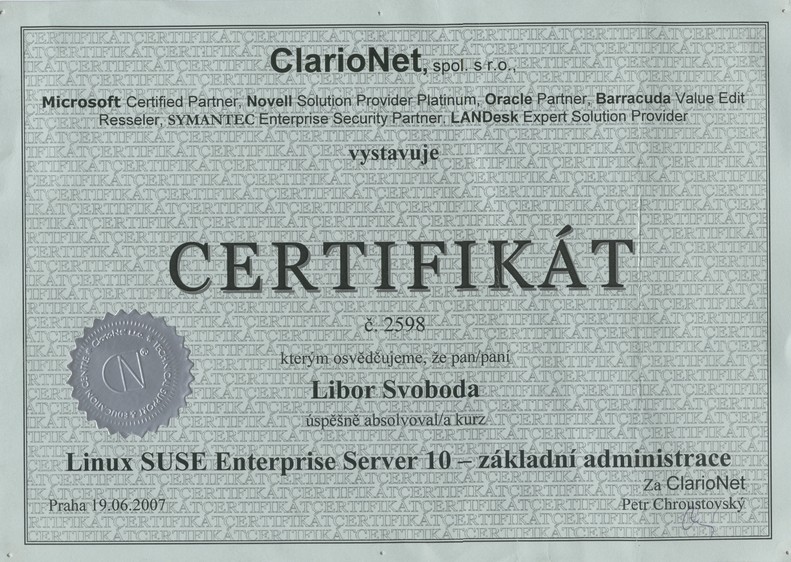 ClarioNet, spol. s r.o.,
Microsoft Certified Partner, Novell Solution Provider Platinum, Oracle Partner, Barracuda Value Edit
Resseler, SYMANTEC Enterprise Security Partner, LANDesk Expert Solution Provider
vystavuje
CERTIFIKÁT
č. 2598
kterým osvědčujeme, že pan/paní
CN®
Libor Svoboda
úspěšně absolvoval/a kurz
Linux SUSE Enterprise Server 10 – základní administrace
Za ClarioNet
Praha 19.06.2007
Petr Chroustovský